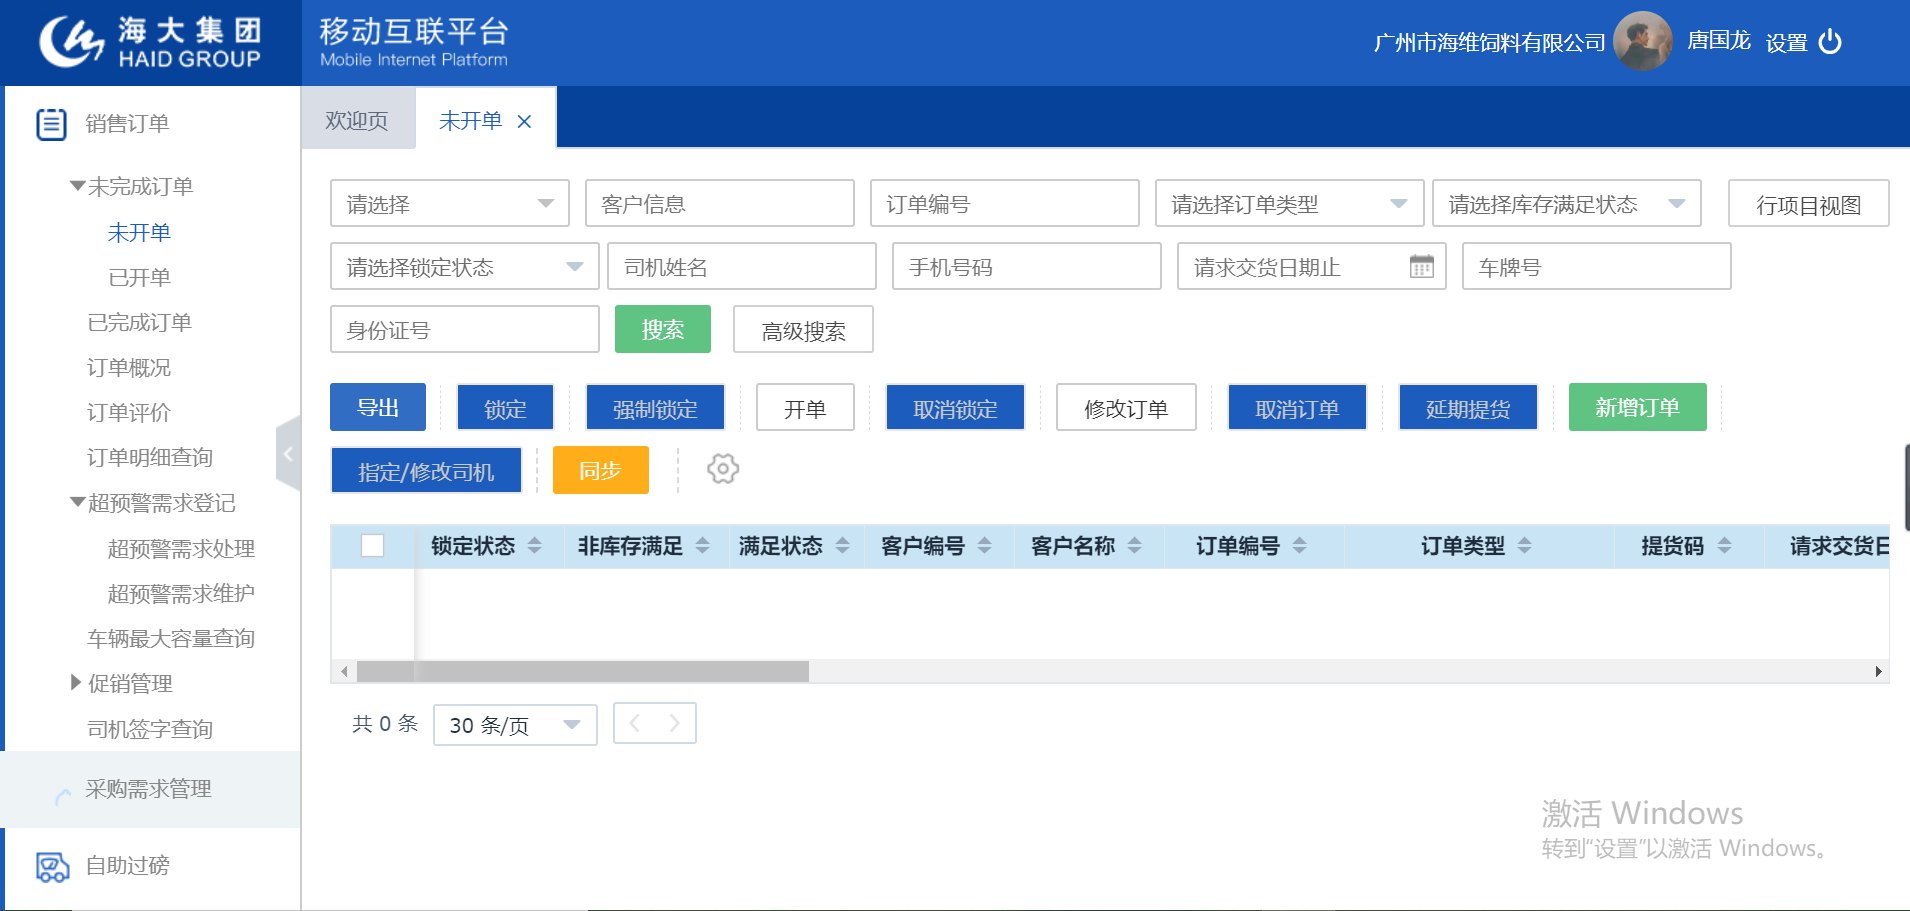 海大集团
HAID GROUP
移动互联平台
Mobile Internet Platform
广州市海维饲料有限公司 唐国龙 设置
销售订单
未完成订单
未开单
已开单
已完成订单
订单概况
订单评价
订单明细查询
超预警需求登记
超预警需求处理
超预警需求维护
车辆最大容量查询
促销管理
司机签字查询
采购需求管理
自助过磅
欢迎页 未开单
请选择 客户信息 订单编号 请选择订单类型 请选择库存满足状态 行项目视图
请选择锁定状态 司机姓名 手机号码 请求交货日期止 车牌号
身份证号 搜索 高级搜索
导出 锁定 强制锁定 开单 取消锁定 修改订单 取消订单 延期提货 新增订单
指定/修改司机 同步
锁定状态 非库存满足 满足状态 客户编号 客户名称 订单编号 订单类型 提货码 请求交货日
共 0 条 30 条/页
激活 Windows
转到“设置”以激活 Windows。